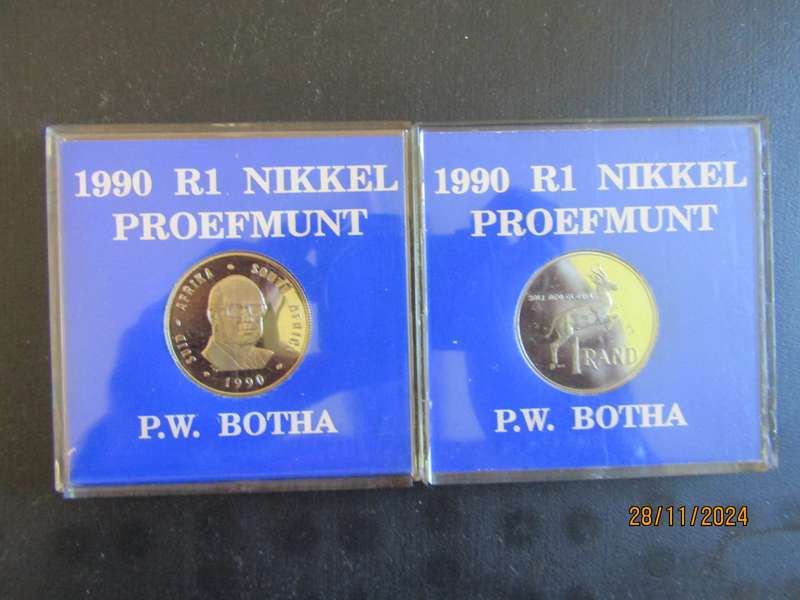 1990 R1 NIKKEL
PROEFMUNT
SUID · AFRIKA · SOUTH AFRICA
1990
P.W. BOTHA
1990 R1 NIKKEL
PROEFMUNT
1 RAND
P.W. BOTHA
28/11/2024